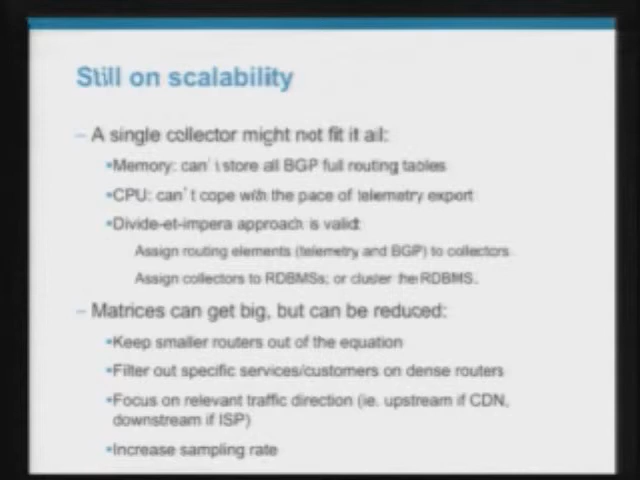 Still on scalability
– A single collector might not fit it all:
•Memory: can't store all BGP full routing tables
•CPU: can't cope with the pace of telemetry export
•Divide-et-impera approach is valid:
Assign routing elements (telemetry and BGP) to collectors
Assign collectors to RDBMSs; or cluster the RDBMS.
– Matrices can get big, but can be reduced:
•Keep smaller routers out of the equation
•Filter out specific services/customers on dense routers
•Focus on relevant traffic direction (ie. upstream if CDN,
downstream if ISP)
•Increase sampling rate